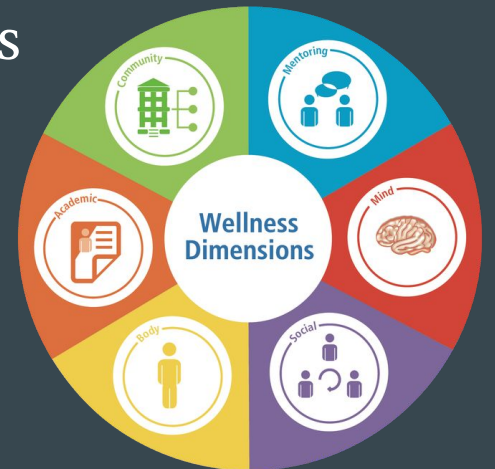 s
Community
Mentoring
Academic
Mind
Wellness
Dimensions
Body
Social